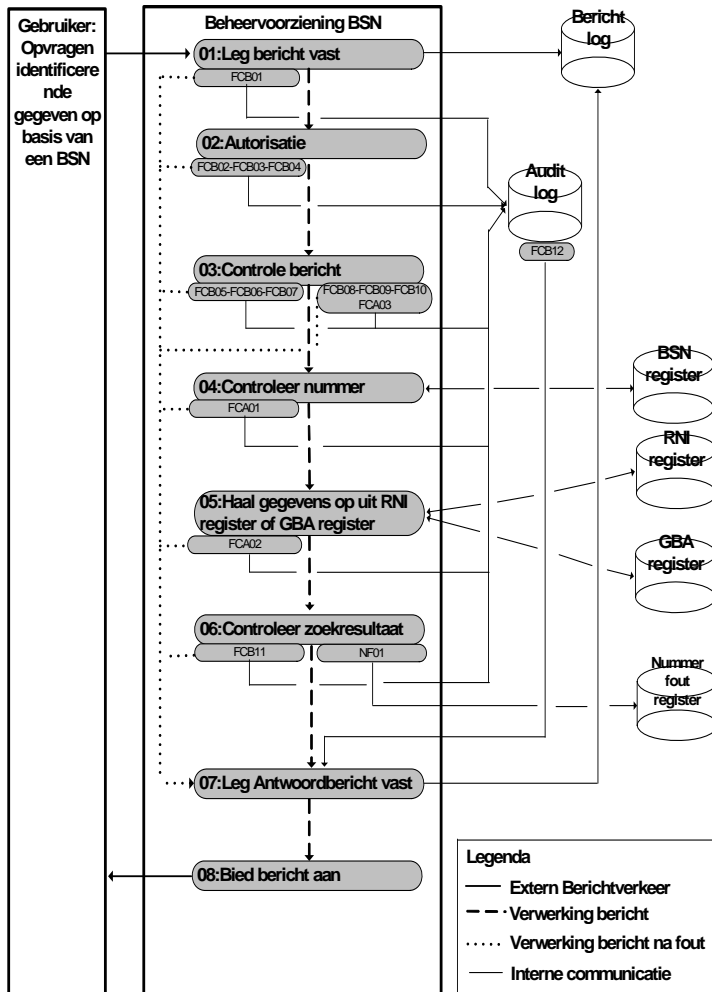 Gebruiker:
Opvragen
identificere
nde
gegeven op
basis van
een BSN
Beheervoorziening BSN
01:Leg bericht vast
FCB01
02:Autorisatie
FCB02-FCB03-FCB04
03:Controle bericht
FCB05-FCB06-FCB07
FCB08-FCB09-FCB10
FCA03
04:Controleer nummer
FCA01
05:Haal gegevens op uit RNI
register of GBA register
FCA02
06:Controleer zoekresultaat
FCB11
NF01
07:Leg Antwoordbericht vast
08:Bied bericht aan
Bericht
log
Audit
log
FCB12
BSN
register
RNI
register
GBA
register
Nummer
fout
register
Legenda
Extern Berichtverkeer
Verwerking bericht
Verwerking bericht na fout
Interne communicatie